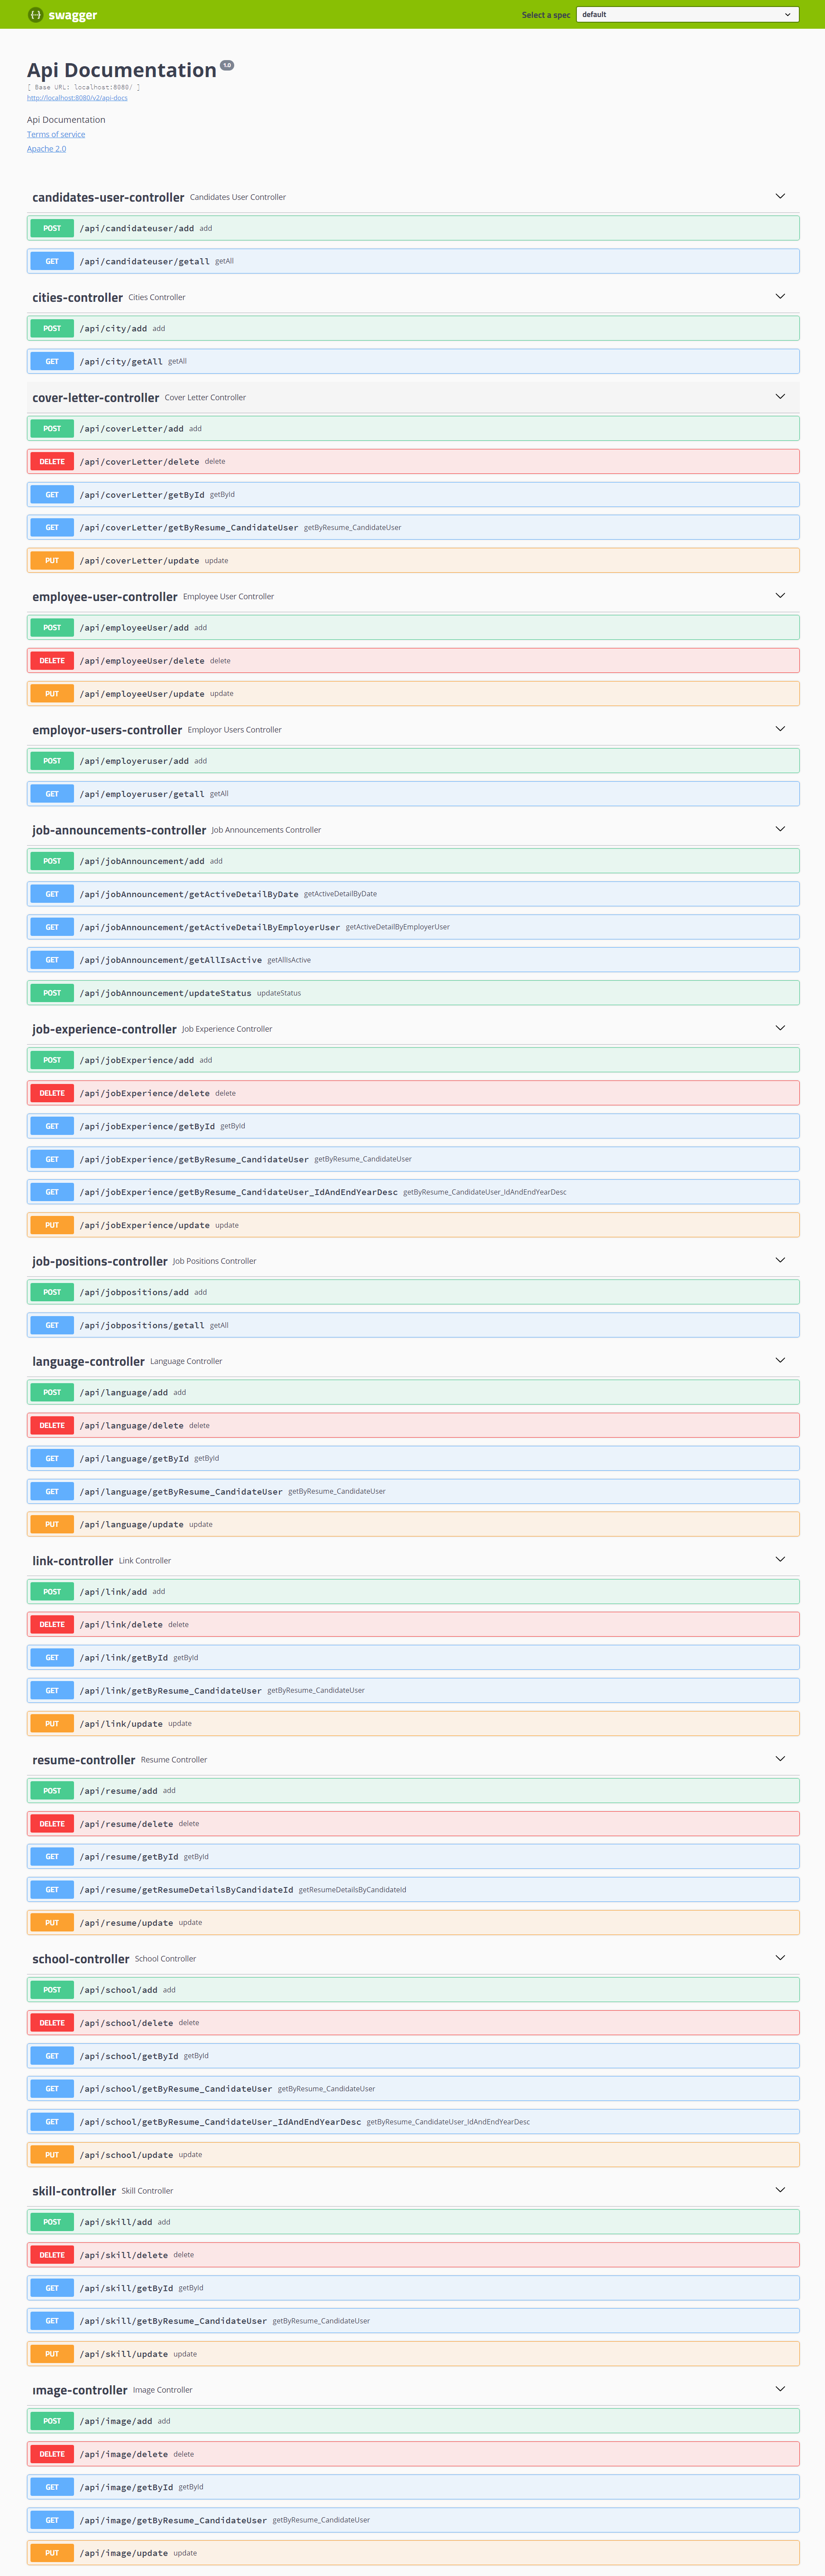 swagger
Select a spec default
Api Documentation 1.0
[ Base URL: localhost:8080/ ]
http://localhost:8080/v2/api-docs
Api Documentation
Terms of service
Apache 2.0
candidates-user-controller Candidates User Controller
POST /api/candidateuser/add add
GET /api/candidateuser/getall getAll
cities-controller Cities Controller
POST /api/city/add add
GET /api/city/getAll getAll
cover-letter-controller Cover Letter Controller
POST /api/coverLetter/add add
DELETE /api/coverLetter/delete delete
GET /api/coverLetter/getById getById
GET /api/coverLetter/getByResume_CandidateUser getByResume_CandidateUser
PUT /api/coverLetter/update update
employee-user-controller Employee User Controller
POST /api/employeeUser/add add
DELETE /api/employeeUser/delete delete
PUT /api/employeeUser/update update
employor-users-controller Employor Users Controller
POST /api/employeruser/add add
GET /api/employeruser/getall getAll
job-announcements-controller Job Announcements Controller
POST /api/jobAnnouncement/add add
GET /api/jobAnnouncement/getActiveDetailByDate getActiveDetailByDate
GET /api/jobAnnouncement/getActiveDetailByEmployerUser getActiveDetailByEmployerUser
GET /api/jobAnnouncement/getAllIsActive getAllIsActive
POST /api/jobAnnouncement/updateStatus updateStatus
job-experience-controller Job Experience Controller
POST /api/jobExperience/add add
DELETE /api/jobExperience/delete delete
GET /api/jobExperience/getById getById
GET /api/jobExperience/getByResume_CandidateUser getByResume_CandidateUser
GET /api/jobExperience/getByResume_CandidateUser_IdAndEndYearDesc getByResume_CandidateUser_IdAndEndYearDesc
PUT /api/jobExperience/update update
job-positions-controller Job Positions Controller
POST /api/jobpositions/add add
GET /api/jobpositions/getall getAll
language-controller Language Controller
POST /api/language/add add
DELETE /api/language/delete delete
GET /api/language/getById getById
GET /api/language/getByResume_CandidateUser getByResume_CandidateUser
PUT /api/language/update update
link-controller Link Controller
POST /api/link/add add
DELETE /api/link/delete delete
GET /api/link/getById getById
GET /api/link/getByResume_CandidateUser getByResume_CandidateUser
PUT /api/link/update update
resume-controller Resume Controller
POST /api/resume/add add
DELETE /api/resume/delete delete
GET /api/resume/getById getById
GET /api/resume/getResumeDetailsByCandidateId getResumeDetailsByCandidateId
PUT /api/resume/update update
school-controller School Controller
POST /api/school/add add
DELETE /api/school/delete delete
GET /api/school/getById getById
GET /api/school/getByResume_CandidateUser getByResume_CandidateUser
GET /api/school/getByResume_CandidateUser_IdAndEndYearDesc getByResume_CandidateUser_IdAndEndYearDesc
PUT /api/school/update update
skill-controller Skill Controller
POST /api/skill/add add
DELETE /api/skill/delete delete
GET /api/skill/getById getById
GET /api/skill/getByResume_CandidateUser getByResume_CandidateUser
PUT /api/skill/update update
ımage-controller Image Controller
POST /api/image/add add
DELETE /api/image/delete delete
GET /api/image/getById getById
GET /api/image/getByResume_CandidateUser getByResume_CandidateUser
PUT /api/image/update update